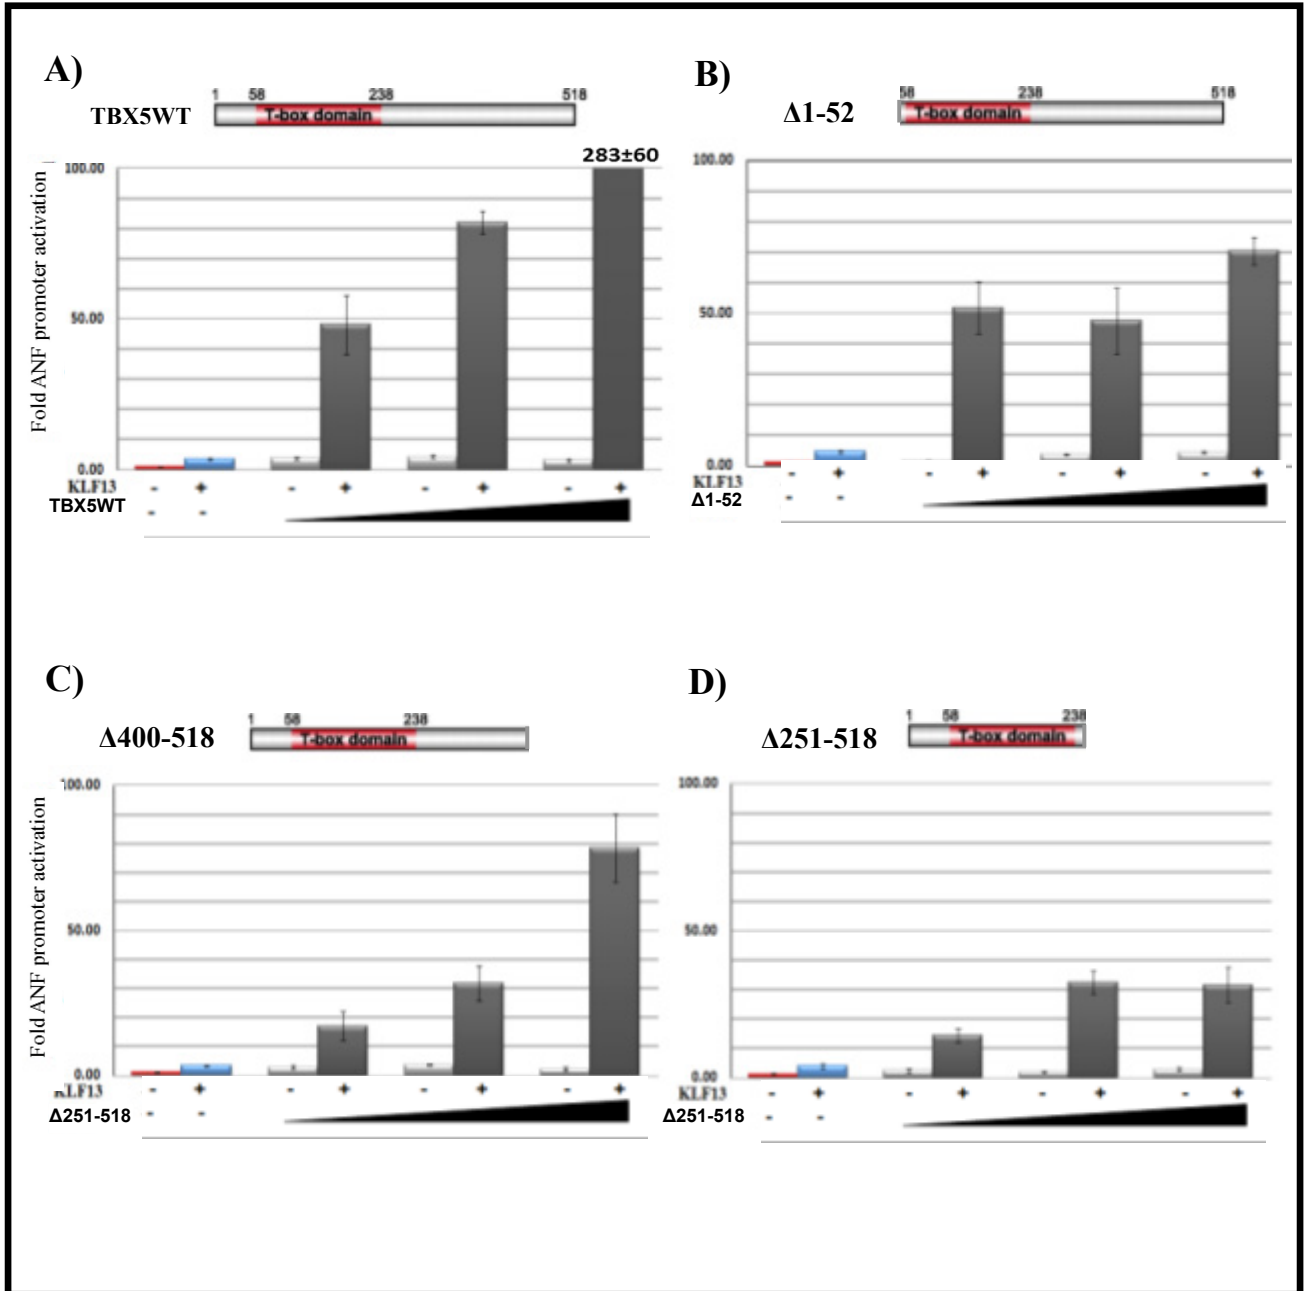 A)
1 58 238 518
TBX5WT T-box domain
283±60
Fold ANF promoter activation
100.00
50.00
0.00
KLF13 - + - + - + - +
TBX5WT - -
B)
58 238 518
Δ1-52 T-box domain
100.00
50.00
0.00
KLF13 - + - + - + - +
Δ1-52 - -
C)
1 58 238
Δ400-518 T-box domain
Fold ANF promoter activation
100.00
50.00
0.00
KLF13 - + - + - + - +
Δ251-518 - -
D)
1 58 238
Δ251-518 T-box domain
100.00
50.00
0.00
KLF13 - + - + - + - +
Δ251-518 - -